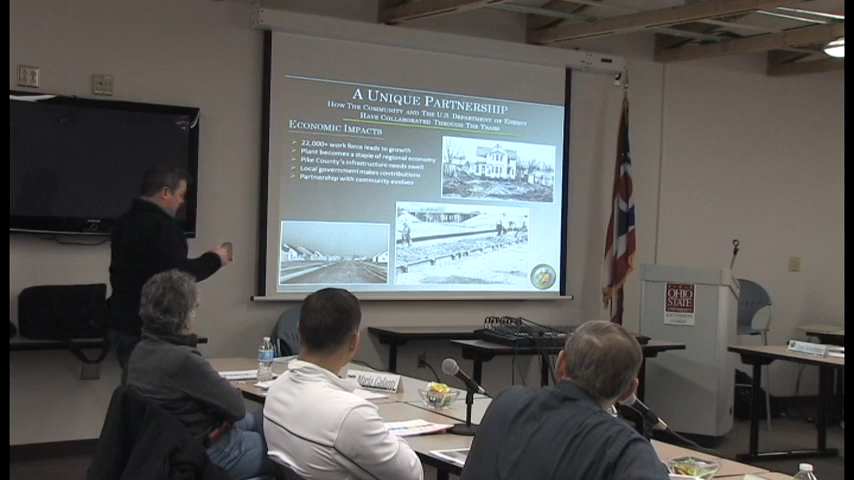 A Unique Partnership
How The Community and The U.S. Department of Energy
Have Collaborated Through The Years
Economic Impacts
22,000+ work force leads to growth
Plant becomes a staple of regional economy
Pike County's infrastructure needs swell
Local government makes contributions
Partnership with community evolves
OHIO STATE